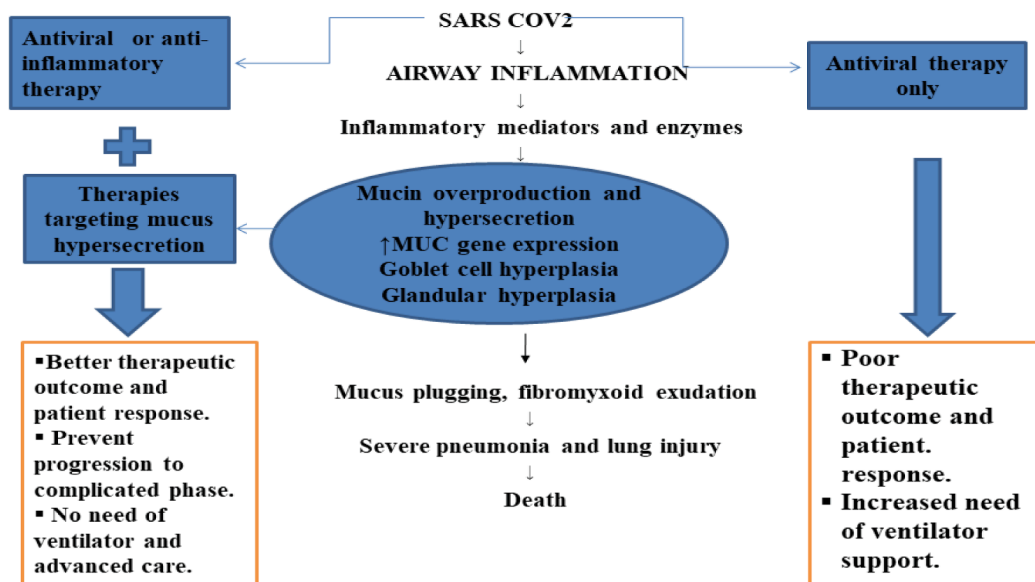 SARS COV2
↓
AIRWAY INFLAMMATION
↓
Inflammatory mediators and enzymes
↓
Mucin overproduction and
hypersecretion
↑MUC gene expression
Goblet cell hyperplasia
Glandular hyperplasia
Mucus plugging, fibromyxoid exudation
↓
Severe pneumonia and lung injury
↓
Death
Antiviral or anti-
inflammatory
therapy
Therapies
targeting mucus
hypersecretion
▪Better therapeutic
outcome and
patient response.
▪ Prevent
progression to
complicated phase.
▪ No need of
ventilator and
advanced care.
Antiviral therapy
only
▪ Poor
therapeutic
outcome and
patient.
response.
▪ Increased need
of ventilator
support.